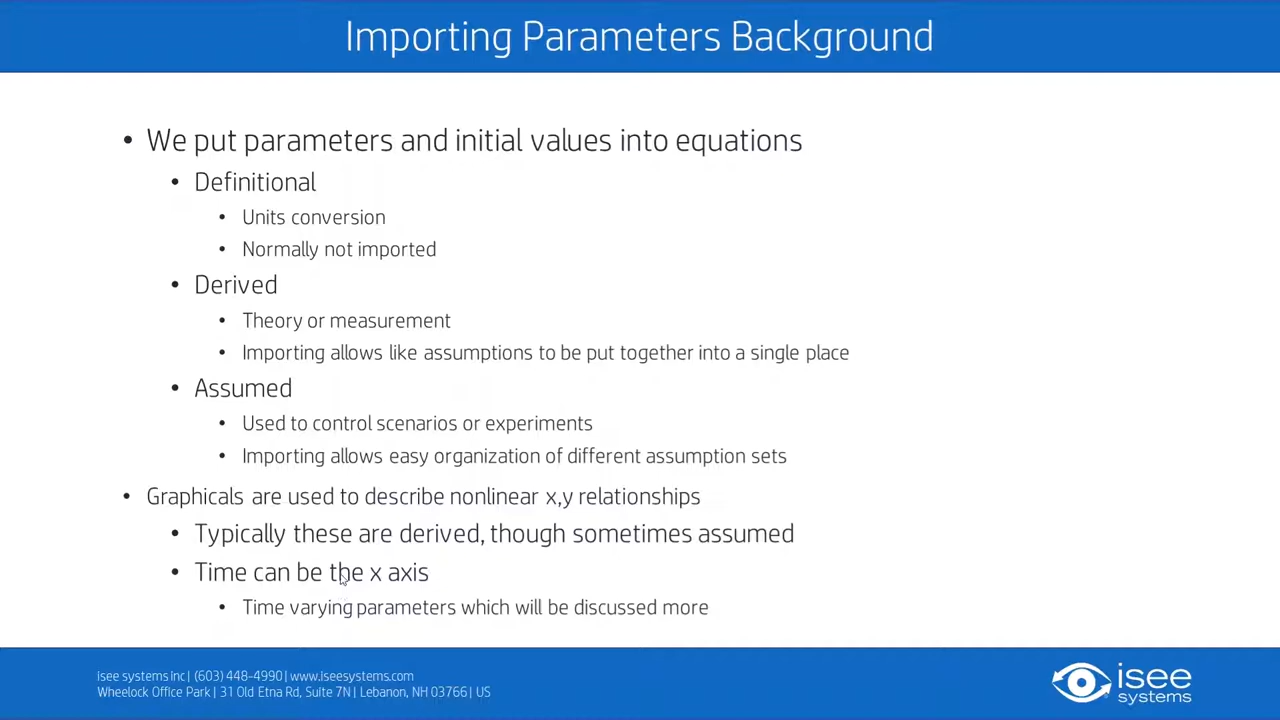 Importing Parameters Background
• We put parameters and initial values into equations
• Definitional
• Units conversion
• Normally not imported
• Derived
• Theory or measurement
• Importing allows like assumptions to be put together into a single place
• Assumed
• Used to control scenarios or experiments
• Importing allows easy organization of different assumption sets
• Graphicals are used to describe nonlinear x,y relationships
• Typically these are derived, though sometimes assumed
• Time can be the x axis
• Time varying parameters which will be discussed more
isee systems inc | (603) 448-4990 | www.iseesystems.com
Wheelock Office Park | 31 Old Etna Rd, Suite 7N | Lebanon, NH 03766 | US
isee
systems